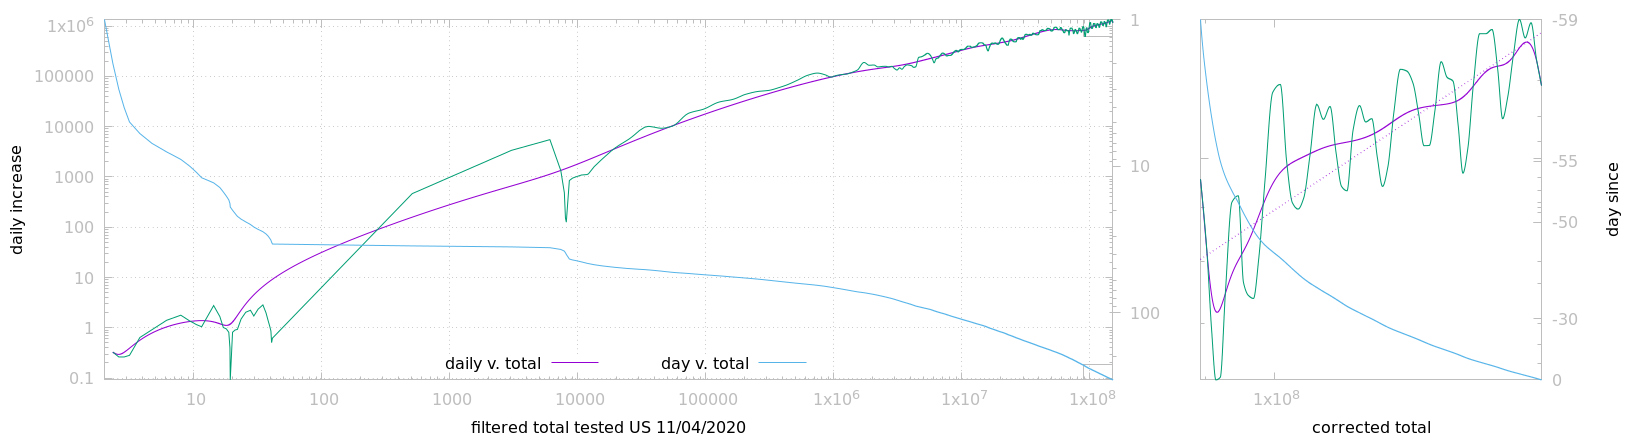 1x10⁶
100000
10000
1000
100
10
1
0.1
daily increase
10
100
1000
10000
100000
1x10⁶
1x10⁷
1x10⁸
filtered total tested US 11/04/2020
daily v. total
day v. total
1
10
100
1x10⁸
corrected total
-59
-55
-50
-30
0
day since